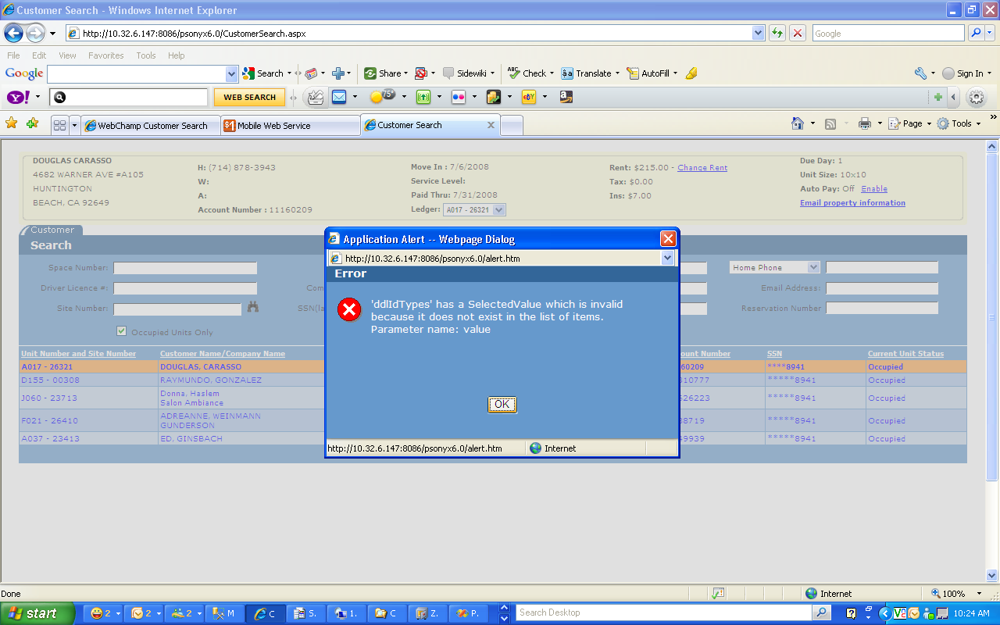 Customer Search - Windows Internet Explorer
http://10.32.6.147:8086/psonyx6.0/CustomerSearch.aspx
Google
File Edit View Favorites Tools Help
Google Search Share Sidewiki Check Translate AutoFill Sign In
Y! WEB SEARCH 75°
WebChamp Customer Search Mobile Web Service Customer Search Page Tools
DOUGLAS CARASSO
4682 WARNER AVE #A105
HUNTINGTON
BEACH, CA 92649
H: (714) 878-3943
W:
A:
Account Number : 11160209
Move In : 7/6/2008
Service Level:
Paid Thru: 7/31/2008
Ledger: A017 - 26321
Rent: $215.00 - Change Rent
Tax: $0.00
Ins: $7.00
Due Day: 1
Unit Size: 10x10
Auto Pay: Off Enable
Email property information
Customer
Search
Space Number:
Driver Licence #:
Site Number:
Occupied Units Only
Com
SSN(la
Home Phone
Email Address:
Reservation Number
Application Alert -- Webpage Dialog
http://10.32.6.147:8086/psonyx6.0/alert.htm
Error
'ddlIdTypes' has a SelectedValue which is invalid
because it does not exist in the list of items.
Parameter name: value
OK
http://10.32.6.147:8086/psonyx6.0/alert.htm Internet
Unit Number and Site Number Customer Name/Company Name ount Number SSN Current Unit Status
A017 - 26321 DOUGLAS, CARASSO 60209 ****8941 Occupied
D155 - 00308 RAYMUNDO, GONZALEZ 310777 *****8941 Occupied
J060 - 23713 Donna, Haslem
Salon Ambiance 626223 *****8941 Occupied
F021 - 26410 ADREANNE, WEINMANN
GUNDERSON 38719 *****8941 Occupied
A037 - 23413 ED, GINSBACH 49939 *****8941 Occupied
Done Internet 100%
start 2 2 2 M C S. 1. C Z. P. Search Desktop 10:24 AM